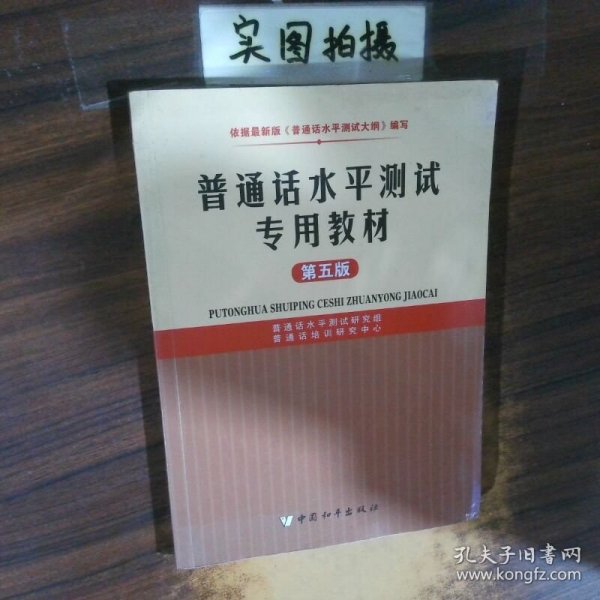 实图拍摄
依据最新版《普通话水平测试大纲》编写
普通话水平测试
专用教材
第五版
PUTONGHUA SHUIPING CESHI ZHUANYONG JIAOCAI
普通话水平测试研究组
普通话培训研究中心
中国和平出版社
孔夫子旧书网
www.kongfz.com